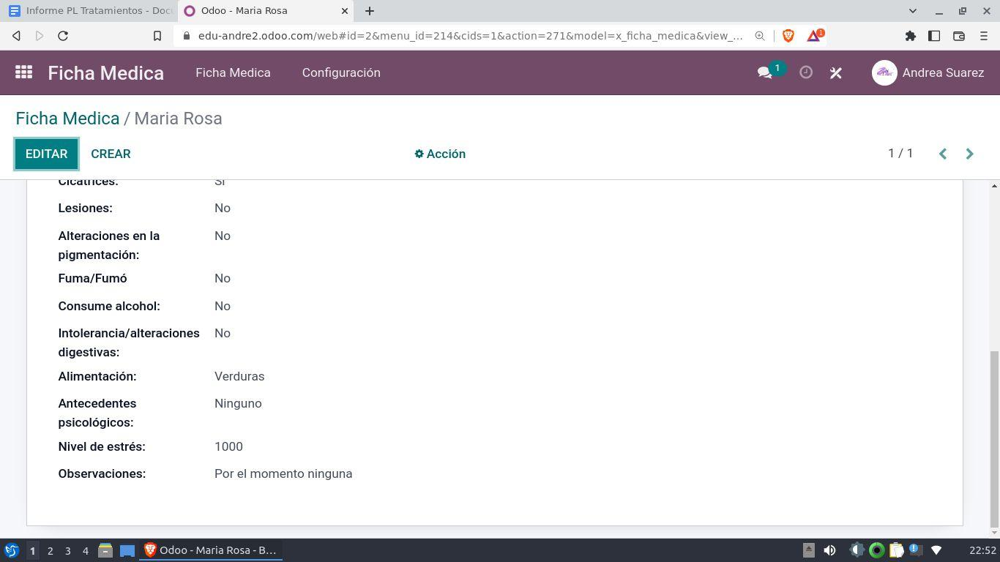 Informe PL Tratamientos - Docu
Odoo - Maria Rosa
edu-andre2.odoo.com/web#id=2&menu_id=214&cids=1&action=271&model=x_ficha_medica&view_...
1
Ficha Medica
Ficha Medica
Configuración
1
Andrea Suarez
Ficha Medica / Maria Rosa
EDITAR
CREAR
Acción
1 / 1
Cicatrices: Si
Lesiones: No
Alteraciones en la No
pigmentación:
Fuma/Fumó No
Consume alcohol: No
Intolerancia/alteraciones No
digestivas:
Alimentación: Verduras
Antecedentes Ninguno
psicológicos:
Nivel de estrés: 1000
Observaciones: Por el momento ninguna
1 2 3 4
Odoo - Maria Rosa - B...
22:52